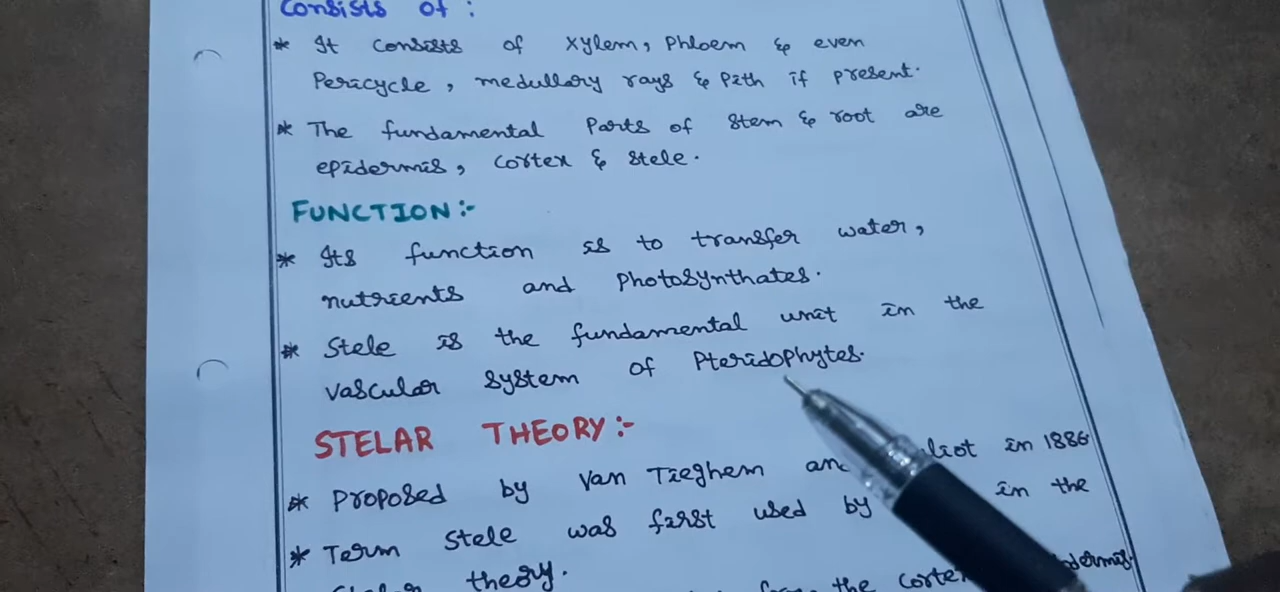 Consists of :
* It consists of xylem, Phloem & even
Pericycle, medullory rays & Pith if present.
* The fundamental Parts of stem & root are
epidermis, cortex & stele.
FUNCTION:-
* Its function is to transfer water,
nutrients and Photosynthates.
* Stele is the fundamental unit in the
vascular system of Pteridophytes.
STELAR THEORY:-
* Proposed by Van Tieghem in 1886
* Term stele was first used by in the
theory.
the